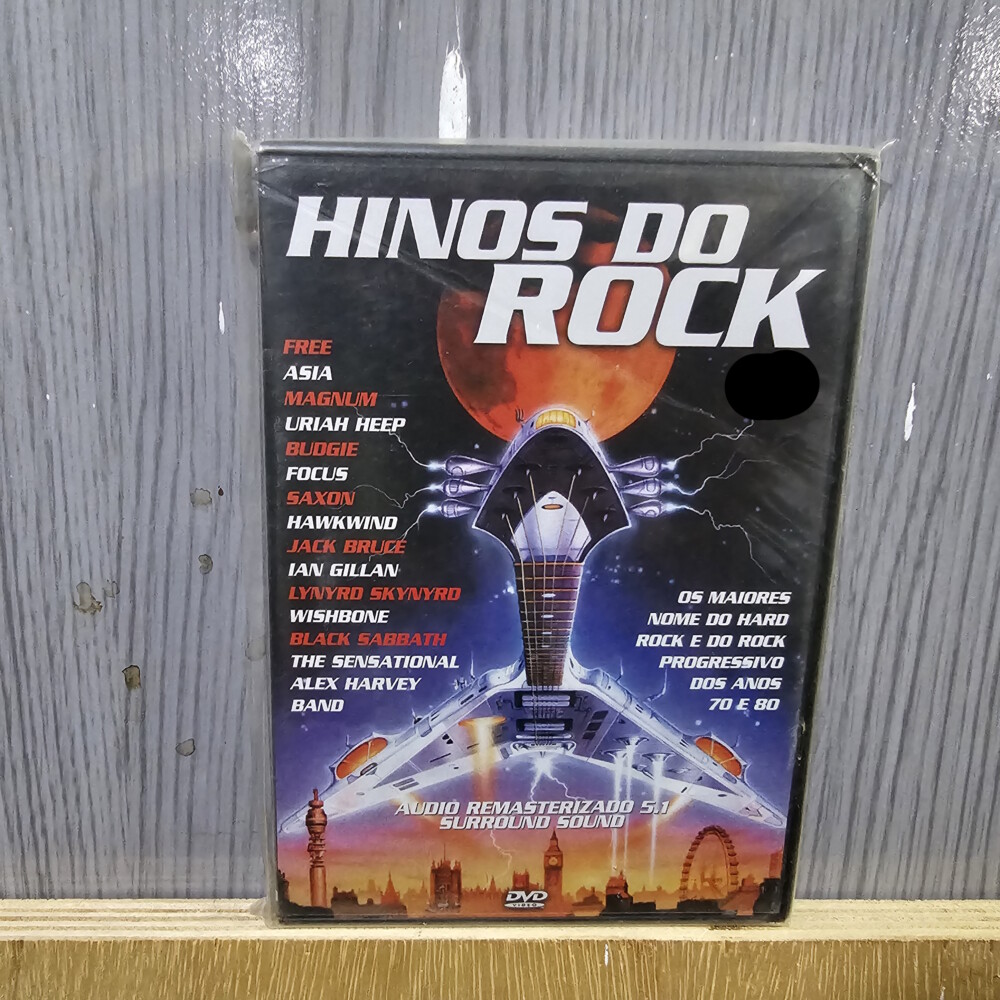 HINOS DO
ROCK
FREE
ASIA
MAGNUM
URIAH HEEP
BUDGIE
FOCUS
SAXON
HAWKWIND
JACK BRUCE
IAN GILLAN
LYNYRD SKYNYRD
WISHBONE
BLACK SABBATH
THE SENSATIONAL
ALEX HARVEY
BAND
OS MAIORES
NOME DO HARD
ROCK E DO ROCK
PROGRESSIVO
DOS ANOS
70 E 80
AUDIO REMASTERIZADO 5.1
SURROUND SOUND
DVD
VIDEO